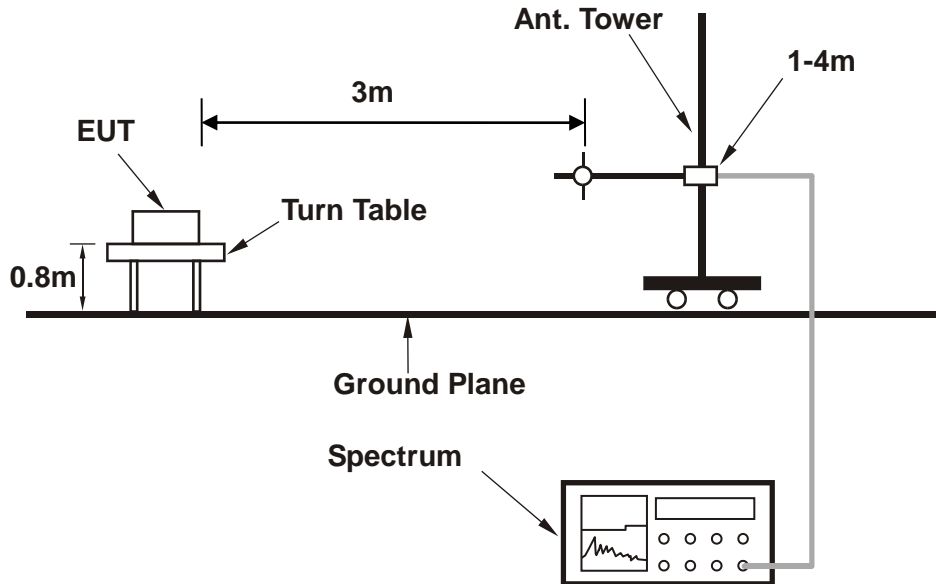 Ant. Tower
1-4m
3m
EUT
Turn Table
0.8m
Ground Plane
Spectrum